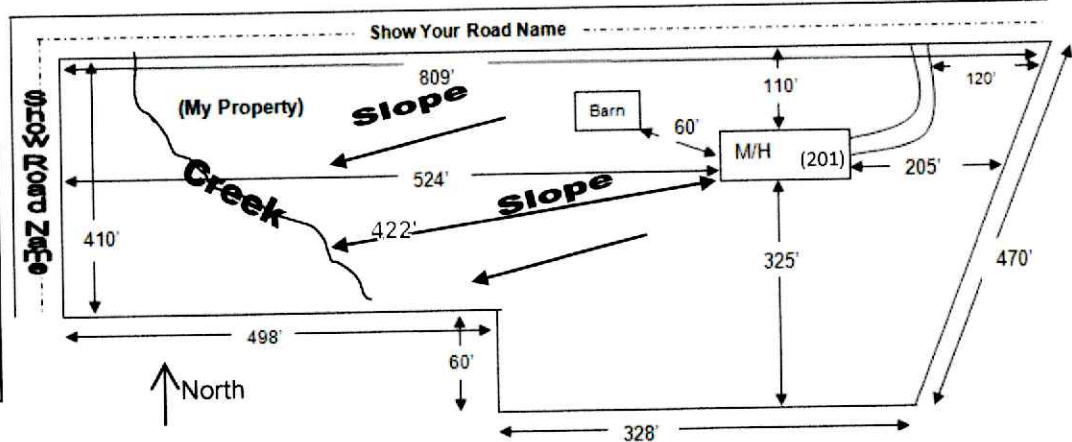 Show Your Road Name
809'
110'
120'
Show Road Name
(My Property)
Slope
Barn
60'
M/H
(201)
205'
524'
Creek
Slope
422'
410'
325'
470'
498'
60'
North
328'